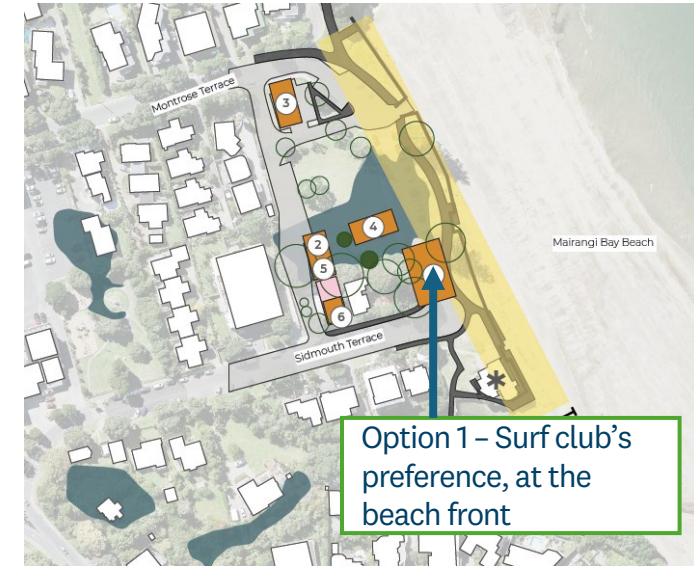 Montrose Terrace
3
Mairangi Bay Beach
4
2
5
6
Sidmouth Terrace
*
Option 1 – Surf club's
preference, at the
beach front